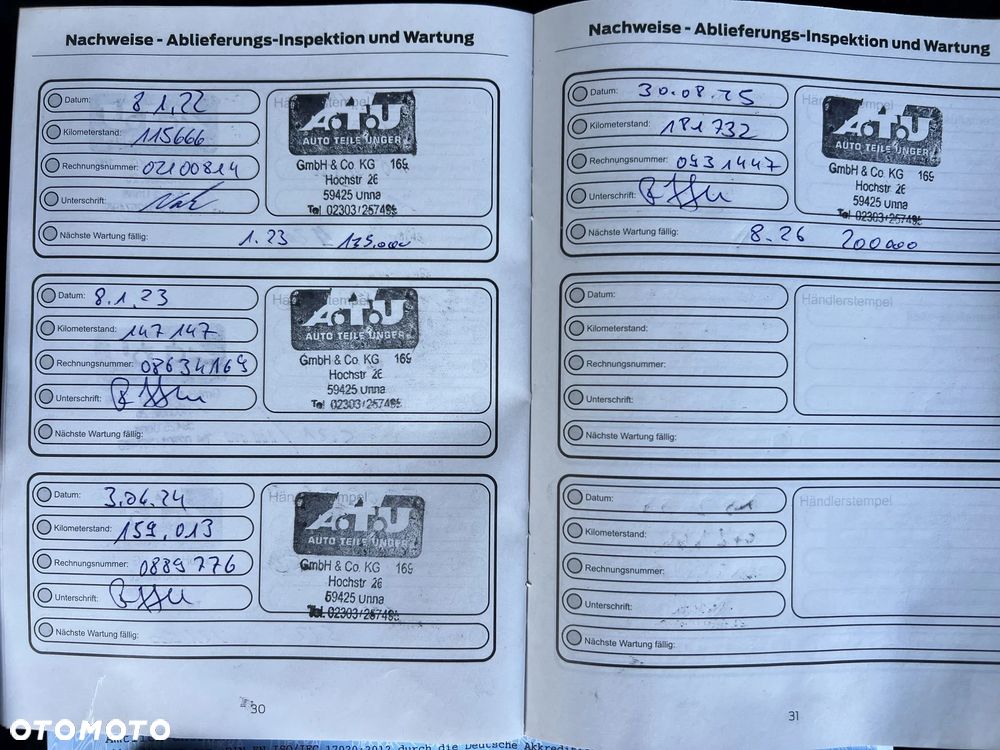 Nachweise - Ablieferungs-Inspektion und Wartung
Datum: 8 1.22
Kilometerstand: 115666
Rechnungsnummer: 02100814
Unterschrift:
Nächste Wartung fällig: 1.23
A.T.U
AUTO TEILE UNGER
GmbH & Co. KG 169
Hochstr 26
59425 Unna
Tel 02303/257495
Datum: 8.1.23
Kilometerstand: 147 147
Rechnungsnummer: 08634169
Unterschrift:
Nächste Wartung fällig:
A.T.U
AUTO TEILE UNGER
GmbH & Co. KG 169
Hochstr 26
59425 Unna
Tel 02303/257495
Datum: 3.06.24
Kilometerstand: 159.013
Rechnungsnummer: 0889776
Unterschrift:
Nächste Wartung fällig:
Händlerstempel
A.T.U
AUTO TEILE UNGER
GmbH & Co. KG 169
Hochstr 26
59425 Unna
Tel. 02303/257495
30
Nachweise - Ablieferungs-Inspektion und Wartung
Datum: 30.08.25
Kilometerstand: 181732
Rechnungsnummer: 0931447
Unterschrift:
Nächste Wartung fällig: 8.26 200000
Händlerstempel
A.T.U
AUTO TEILE UNGER
GmbH & Co. KG 169
Hochstr 26
59425 Unna
Tel 02303/257495
Datum:
Kilometerstand:
Rechnungsnummer:
Unterschrift:
Nächste Wartung fällig:
Händlerstempel
Datum:
Kilometerstand:
Rechnungsnummer:
Unterschrift:
Nächste Wartung fällig:
Händlerstempel
31
OTOMOTO